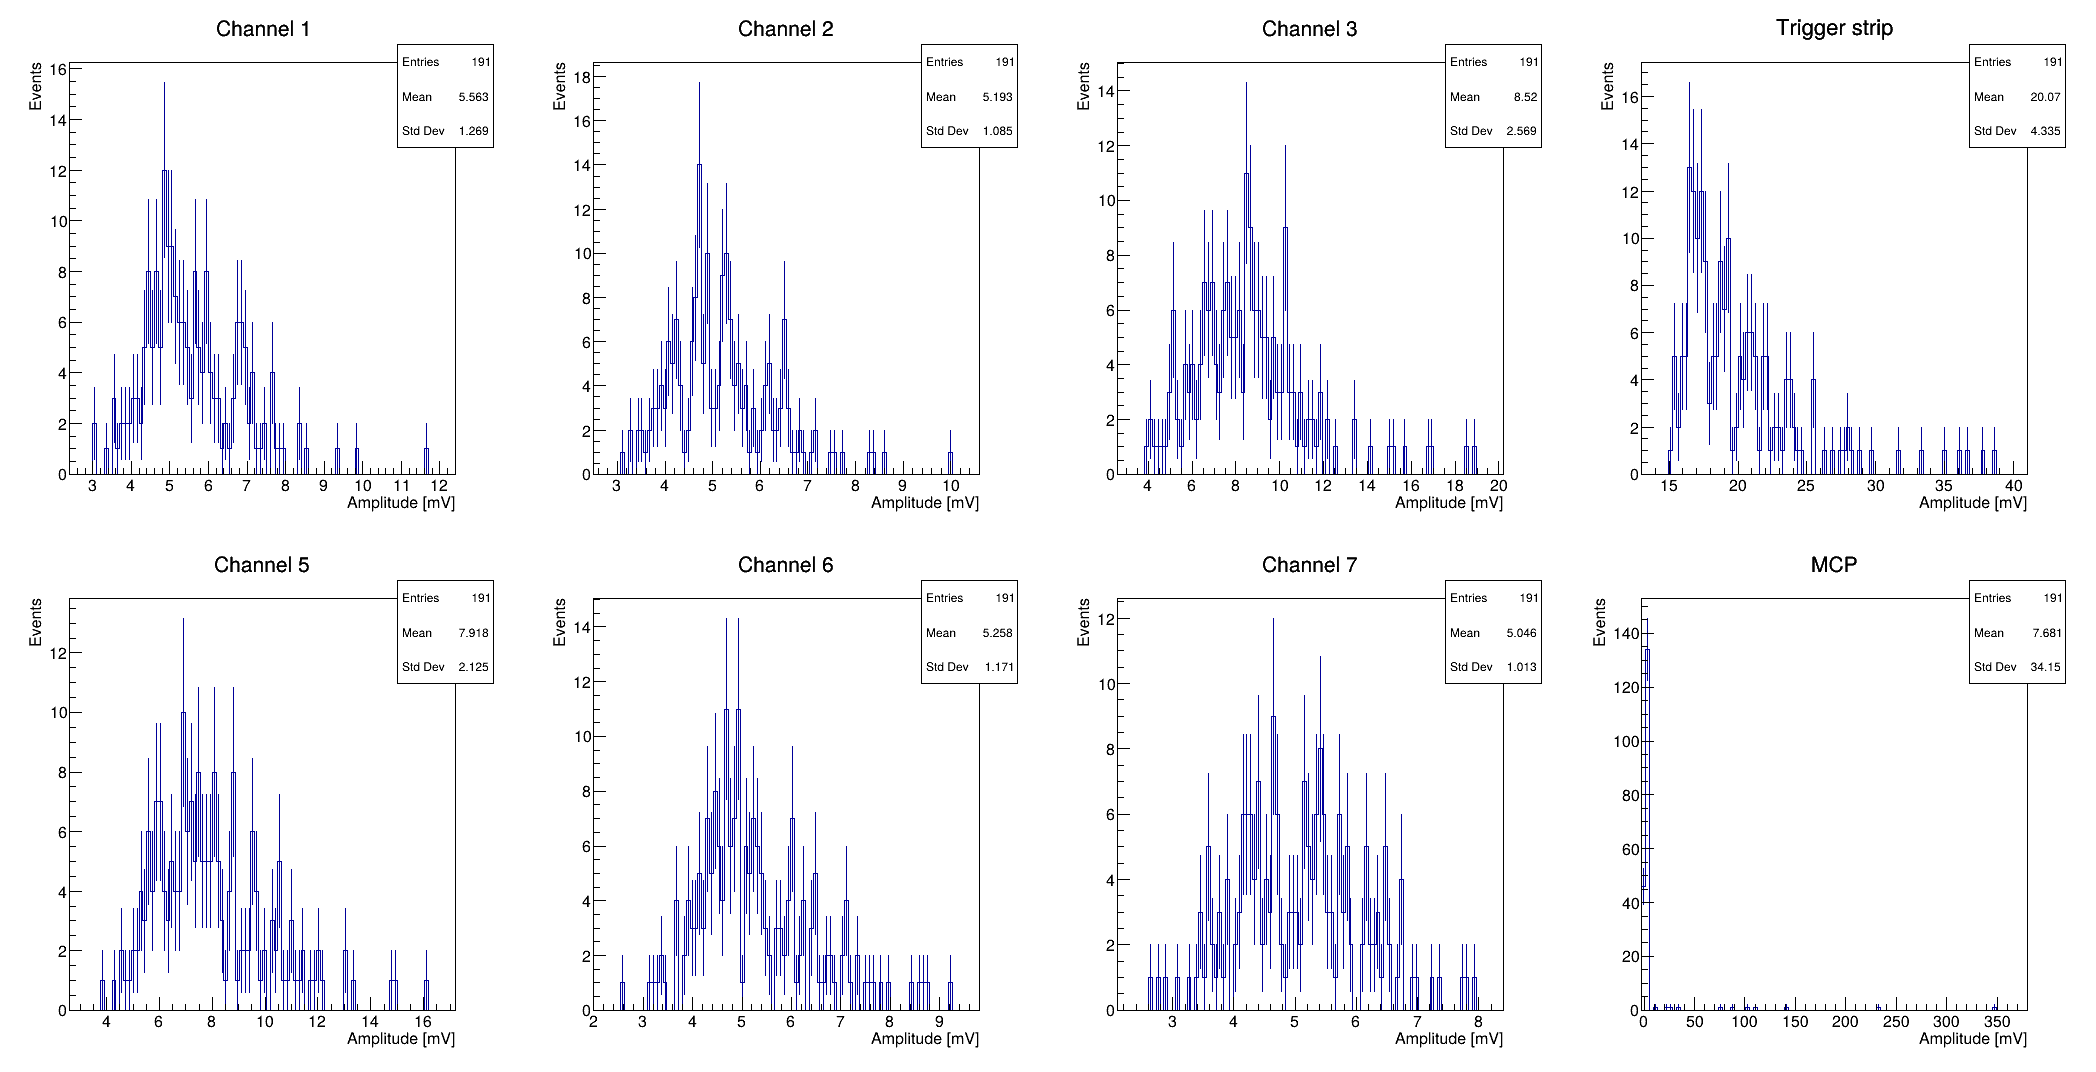 Channel 1
Events
Entries 191
Mean 5.563
Std Dev 1.269
16
14
12
10
8
6
4
2
0
3 4 5 6 7 8 9 10 11 12
Amplitude [mV]
Channel 2
Events
Entries 191
Mean 5.193
Std Dev 1.085
18
16
14
12
10
8
6
4
2
0
3 4 5 6 7 8 9 10
Amplitude [mV]
Channel 3
Events
Entries 191
Mean 8.52
Std Dev 2.569
14
12
10
8
6
4
2
0
4 6 8 10 12 14 16 18 20
Amplitude [mV]
Trigger strip
Events
Entries 191
Mean 20.07
Std Dev 4.335
16
14
12
10
8
6
4
2
0
15 20 25 30 35 40
Amplitude [mV]
Channel 5
Events
Entries 191
Mean 7.918
Std Dev 2.125
12
10
8
6
4
2
0
4 6 8 10 12 14 16
Amplitude [mV]
Channel 6
Events
Entries 191
Mean 5.258
Std Dev 1.171
14
12
10
8
6
4
2
0
2 3 4 5 6 7 8 9
Amplitude [mV]
Channel 7
Events
Entries 191
Mean 5.046
Std Dev 1.013
12
10
8
6
4
2
0
3 4 5 6 7 8
Amplitude [mV]
MCP
Events
Entries 191
Mean 7.681
Std Dev 34.15
140
120
100
80
60
40
20
0
0 50 100 150 200 250 300 350
Amplitude [mV]